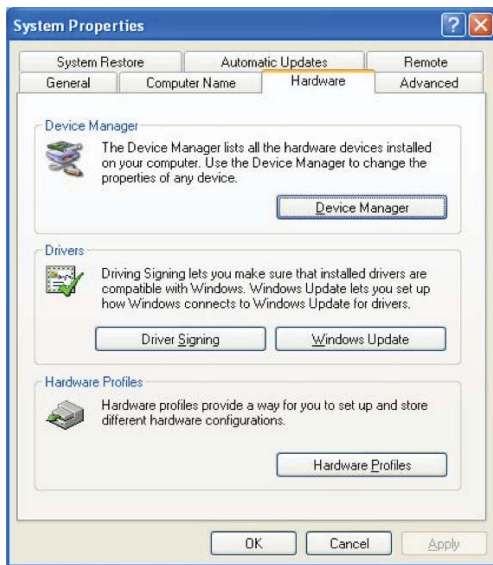 System Properties
System Restore
Automatic Updates
Remote
General
Computer Name
Hardware
Advanced
Device Manager
The Device Manager lists all the hardware devices installed
on your computer. Use the Device Manager to change the
properties of any device.
Device Manager
Drivers
Driving Signing lets you make sure that installed drivers are
compatible with Windows. Windows Update lets you set up
how Windows connects to Windows Update for drivers.
Driver Signing
Windows Update
Hardware Profiles
Hardware profiles provide a way for you to set up and store
different hardware configurations.
Hardware Profiles
OK
Cancel
Apply